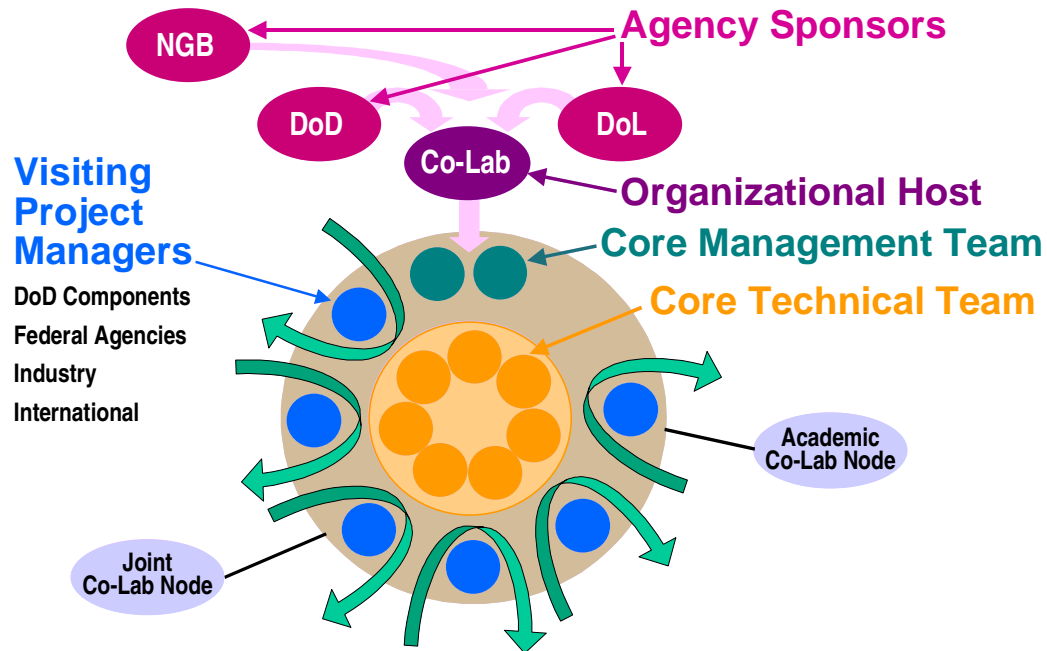 Agency Sponsors
NGB
DoD
DoL
Co-Lab
Visiting
Project
Managers
Organizational Host
Core Management Team
DoD Components
Core Technical Team
Federal Agencies
Industry
International
Academic
Co-Lab Node
Joint
Co-Lab Node